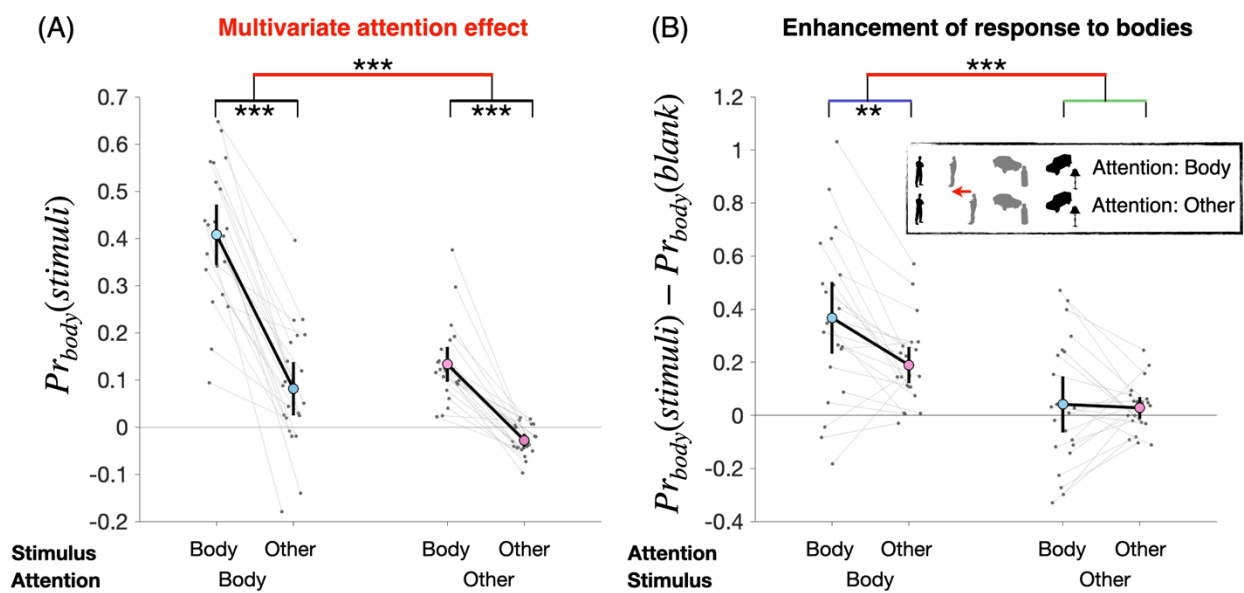 (A) Multivariate attention effect
***
*** ***
0.7
0.6
0.5
0.4
0.3
0.2
0.1
0
-0.1
-0.2
Pr_body(stimuli)
Stimulus Body Other Body Other
Attention Body Other
(B) Enhancement of response to bodies
***
**
1.2
1
0.8
0.6
0.4
0.2
0
-0.2
-0.4
Pr_body(stimuli) − Pr_body(blank)
Attention: Body
Attention: Other
Attention Body Other Body Other
Stimulus Body Other